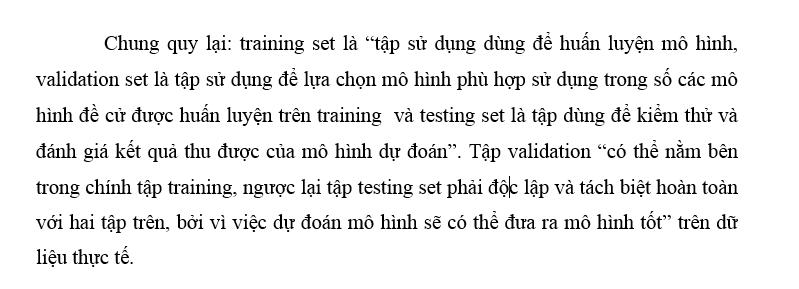 Chung quy lại: training set là “tập sử dụng dùng để huấn luyện mô hình,
validation set là tập sử dụng để lựa chọn mô hình phù hợp sử dụng trong số các mô
hình đề cử được huấn luyện trên training  và testing set là tập dùng để kiểm thử và
đánh giá kết quả thu được của mô hình dự đoán”. Tập validation “có thể nằm bên
trong chính tập training, ngược lại tập testing set phải độc lập và tách biệt hoàn toàn
với hai tập trên, bởi vì việc dự đoán mô hình sẽ có thể đưa ra mô hình tốt” trên dữ
liệu thực tế.